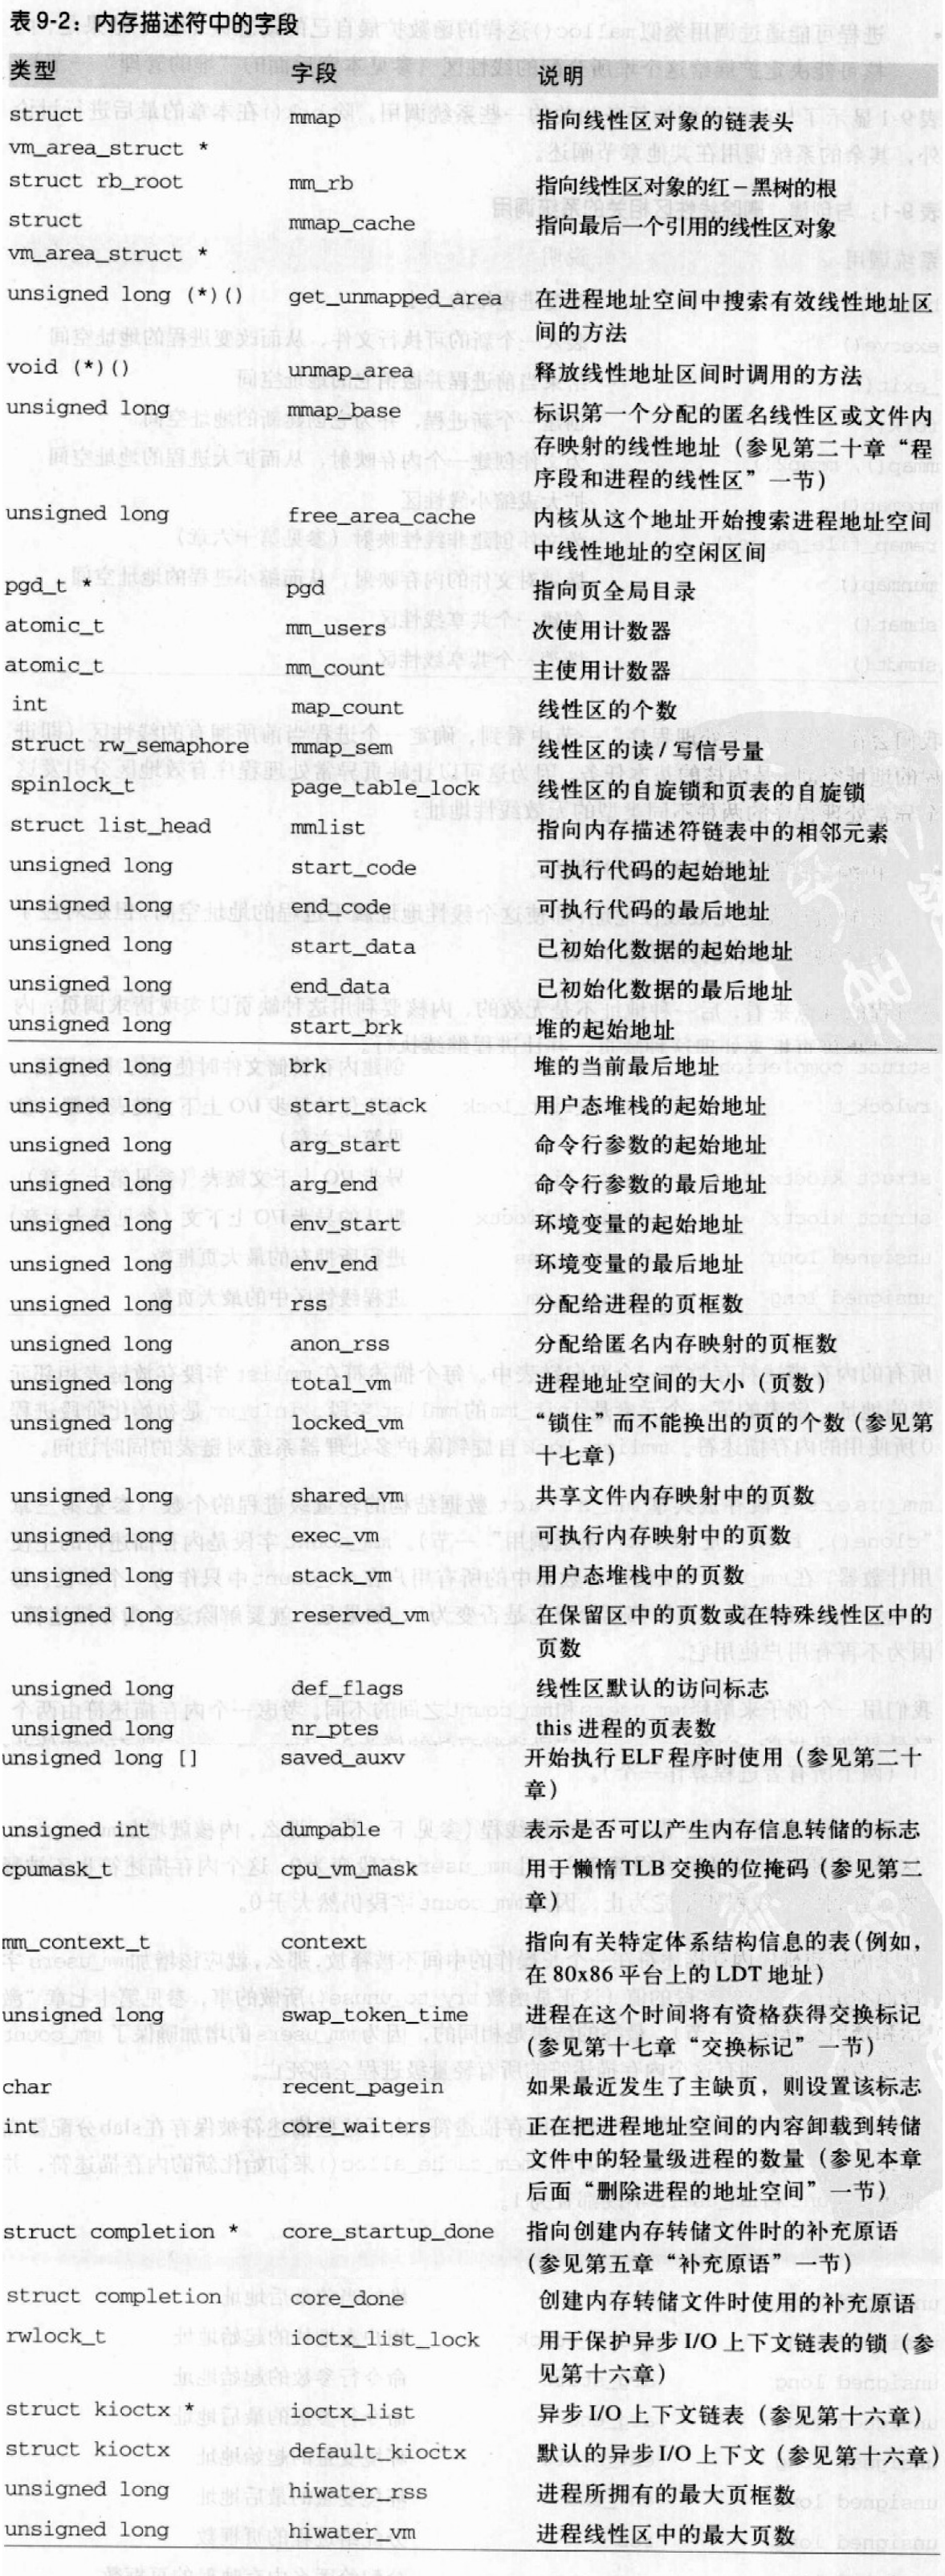 表 9-2：内存描述符中的字段
类型 字段 说明
struct mmap 指向线性区对象的链表头
vm_area_struct *
struct rb_root mm_rb 指向线性区对象的红-黑树的根
struct mmap_cache 指向最后一个引用的线性区对象
vm_area_struct *
unsigned long (*)() get_unmapped_area 在进程地址空间中搜索有效线性地址区
间的方法
void (*)() unmap_area 释放线性地址区间时调用的方法
unsigned long mmap_base 标识第一个分配的匿名线性区或文件内
存映射的线性地址（参见第二十章“程
序段和进程的线性区”一节）
unsigned long free_area_cache 内核从这个地址开始搜索进程地址空间
中线性地址的空闲区间
pgd_t * pgd 指向页全局目录
atomic_t mm_users 次使用计数器
atomic_t mm_count 主使用计数器
int map_count 线性区的个数
struct rw_semaphore mmap_sem 线性区的读/写信号量
spinlock_t page_table_lock 线性区的自旋锁和页表的自旋锁
struct list_head mmlist 指向内存描述符链表中的相邻元素
unsigned long start_code 可执行代码的起始地址
unsigned long end_code 可执行代码的最后地址
unsigned long start_data 已初始化数据的起始地址
unsigned long end_data 已初始化数据的最后地址
unsigned long start_brk 堆的起始地址
unsigned long brk 堆的当前最后地址
unsigned long start_stack 用户态堆栈的起始地址
unsigned long arg_start 命令行参数的起始地址
unsigned long arg_end 命令行参数的最后地址
unsigned long env_start 环境变量的起始地址
unsigned long env_end 环境变量的最后地址
unsigned long rss 分配给进程的页框数
unsigned long anon_rss 分配给匿名内存映射的页框数
unsigned long total_vm 进程地址空间的大小（页数）
unsigned long locked_vm “锁住”而不能换出的页的个数（参见第
十七章）
unsigned long shared_vm 共享文件内存映射中的页数
unsigned long exec_vm 可执行内存映射中的页数
unsigned long stack_vm 用户态堆栈中的页数
unsigned long reserved_vm 在保留区中的页数或在特殊线性区中的
页数
unsigned long def_flags 线性区默认的访问标志
unsigned long nr_ptes this 进程的页表数
unsigned long [] saved_auxv 开始执行 ELF 程序时使用（参见第二十
章）
unsigned int dumpable 表示是否可以产生内存信息转储的标志
cpumask_t cpu_vm_mask 用于懒惰 TLB 交换的位掩码（参见第二
章）
mm_context_t context 指向有关特定体系结构信息的表（例如，
在 80x86 平台上的 LDT 地址）
unsigned long swap_token_time 进程在这个时间将有资格获得交换标记
（参见第十七章“交换标记”一节）
char recent_pagein 如果最近发生了主缺页，则设置该标志
int core_waiters 正在把进程地址空间的内容卸载到转储
文件中的轻量级进程的数量（参见本章
后面“删除进程的地址空间”一节）
struct completion * core_startup_done 指向创建内存转储文件时的补充原语
（参见第五章“补充原语”一节）
struct completion core_done 创建内存转储文件时使用的补充原语
rwlock_t ioctx_list_lock 用于保护异步 I/O 上下文链表的锁（参
见第十六章）
struct kioctx * ioctx_list 异步 I/O 上下文链表（参见第十六章）
struct kioctx default_kioctx 默认的异步 I/O 上下文（参见第十六章）
unsigned long hiwater_rss 进程所拥有的最大页框数
unsigned long hiwater_vm 进程线性区中的最大页数